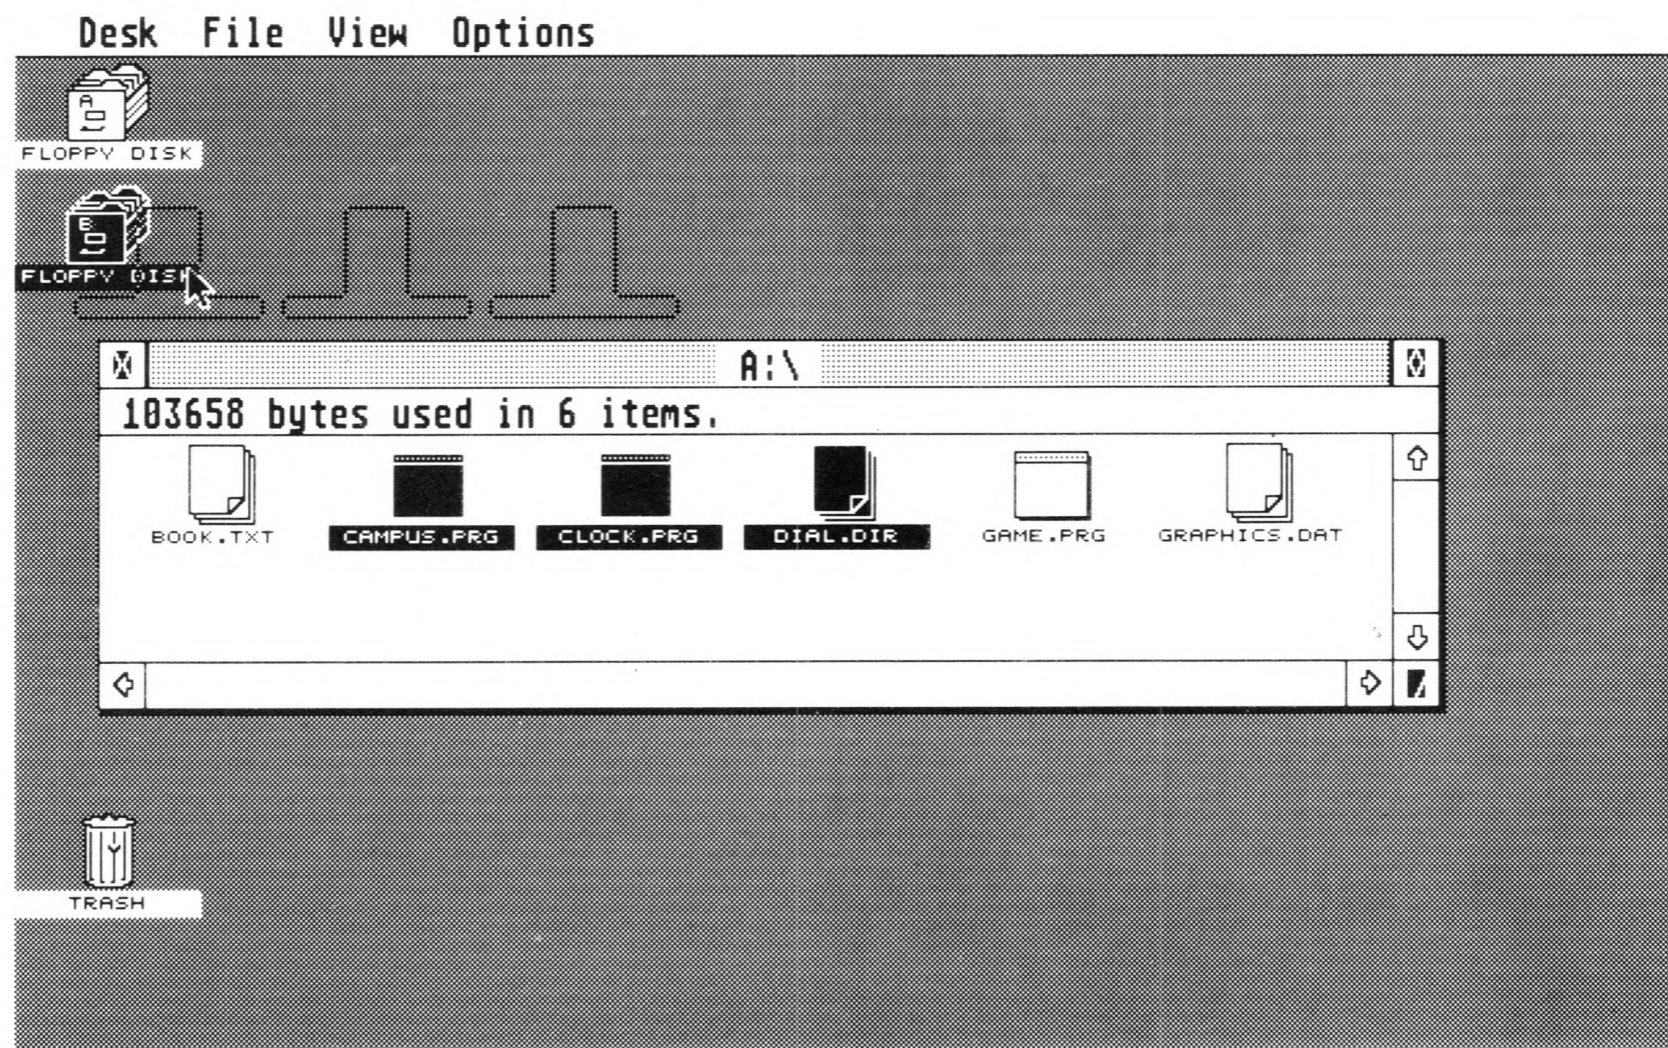 Desk File View Options
A
FLOPPY DISK
B
FLOPPY DISK
A:\
103658 bytes used in 6 items.
BOOK.TXT CAMPUS.PRG CLOCK.PRG DIAL.DIR GAME.PRG GRAPHICS.DAT
TRASH